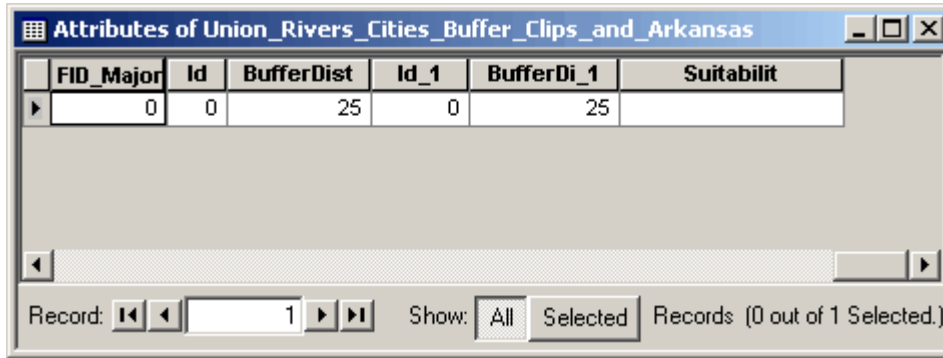 Attributes of Union_Rivers_Cities_Buffer_Clips_and_Arkansas
FID_Major Id BufferDist Id_1 BufferDi_1 Suitabilit
0 0 25 0 25
Record: 1 Show: All Selected Records (0 out of 1 Selected.)